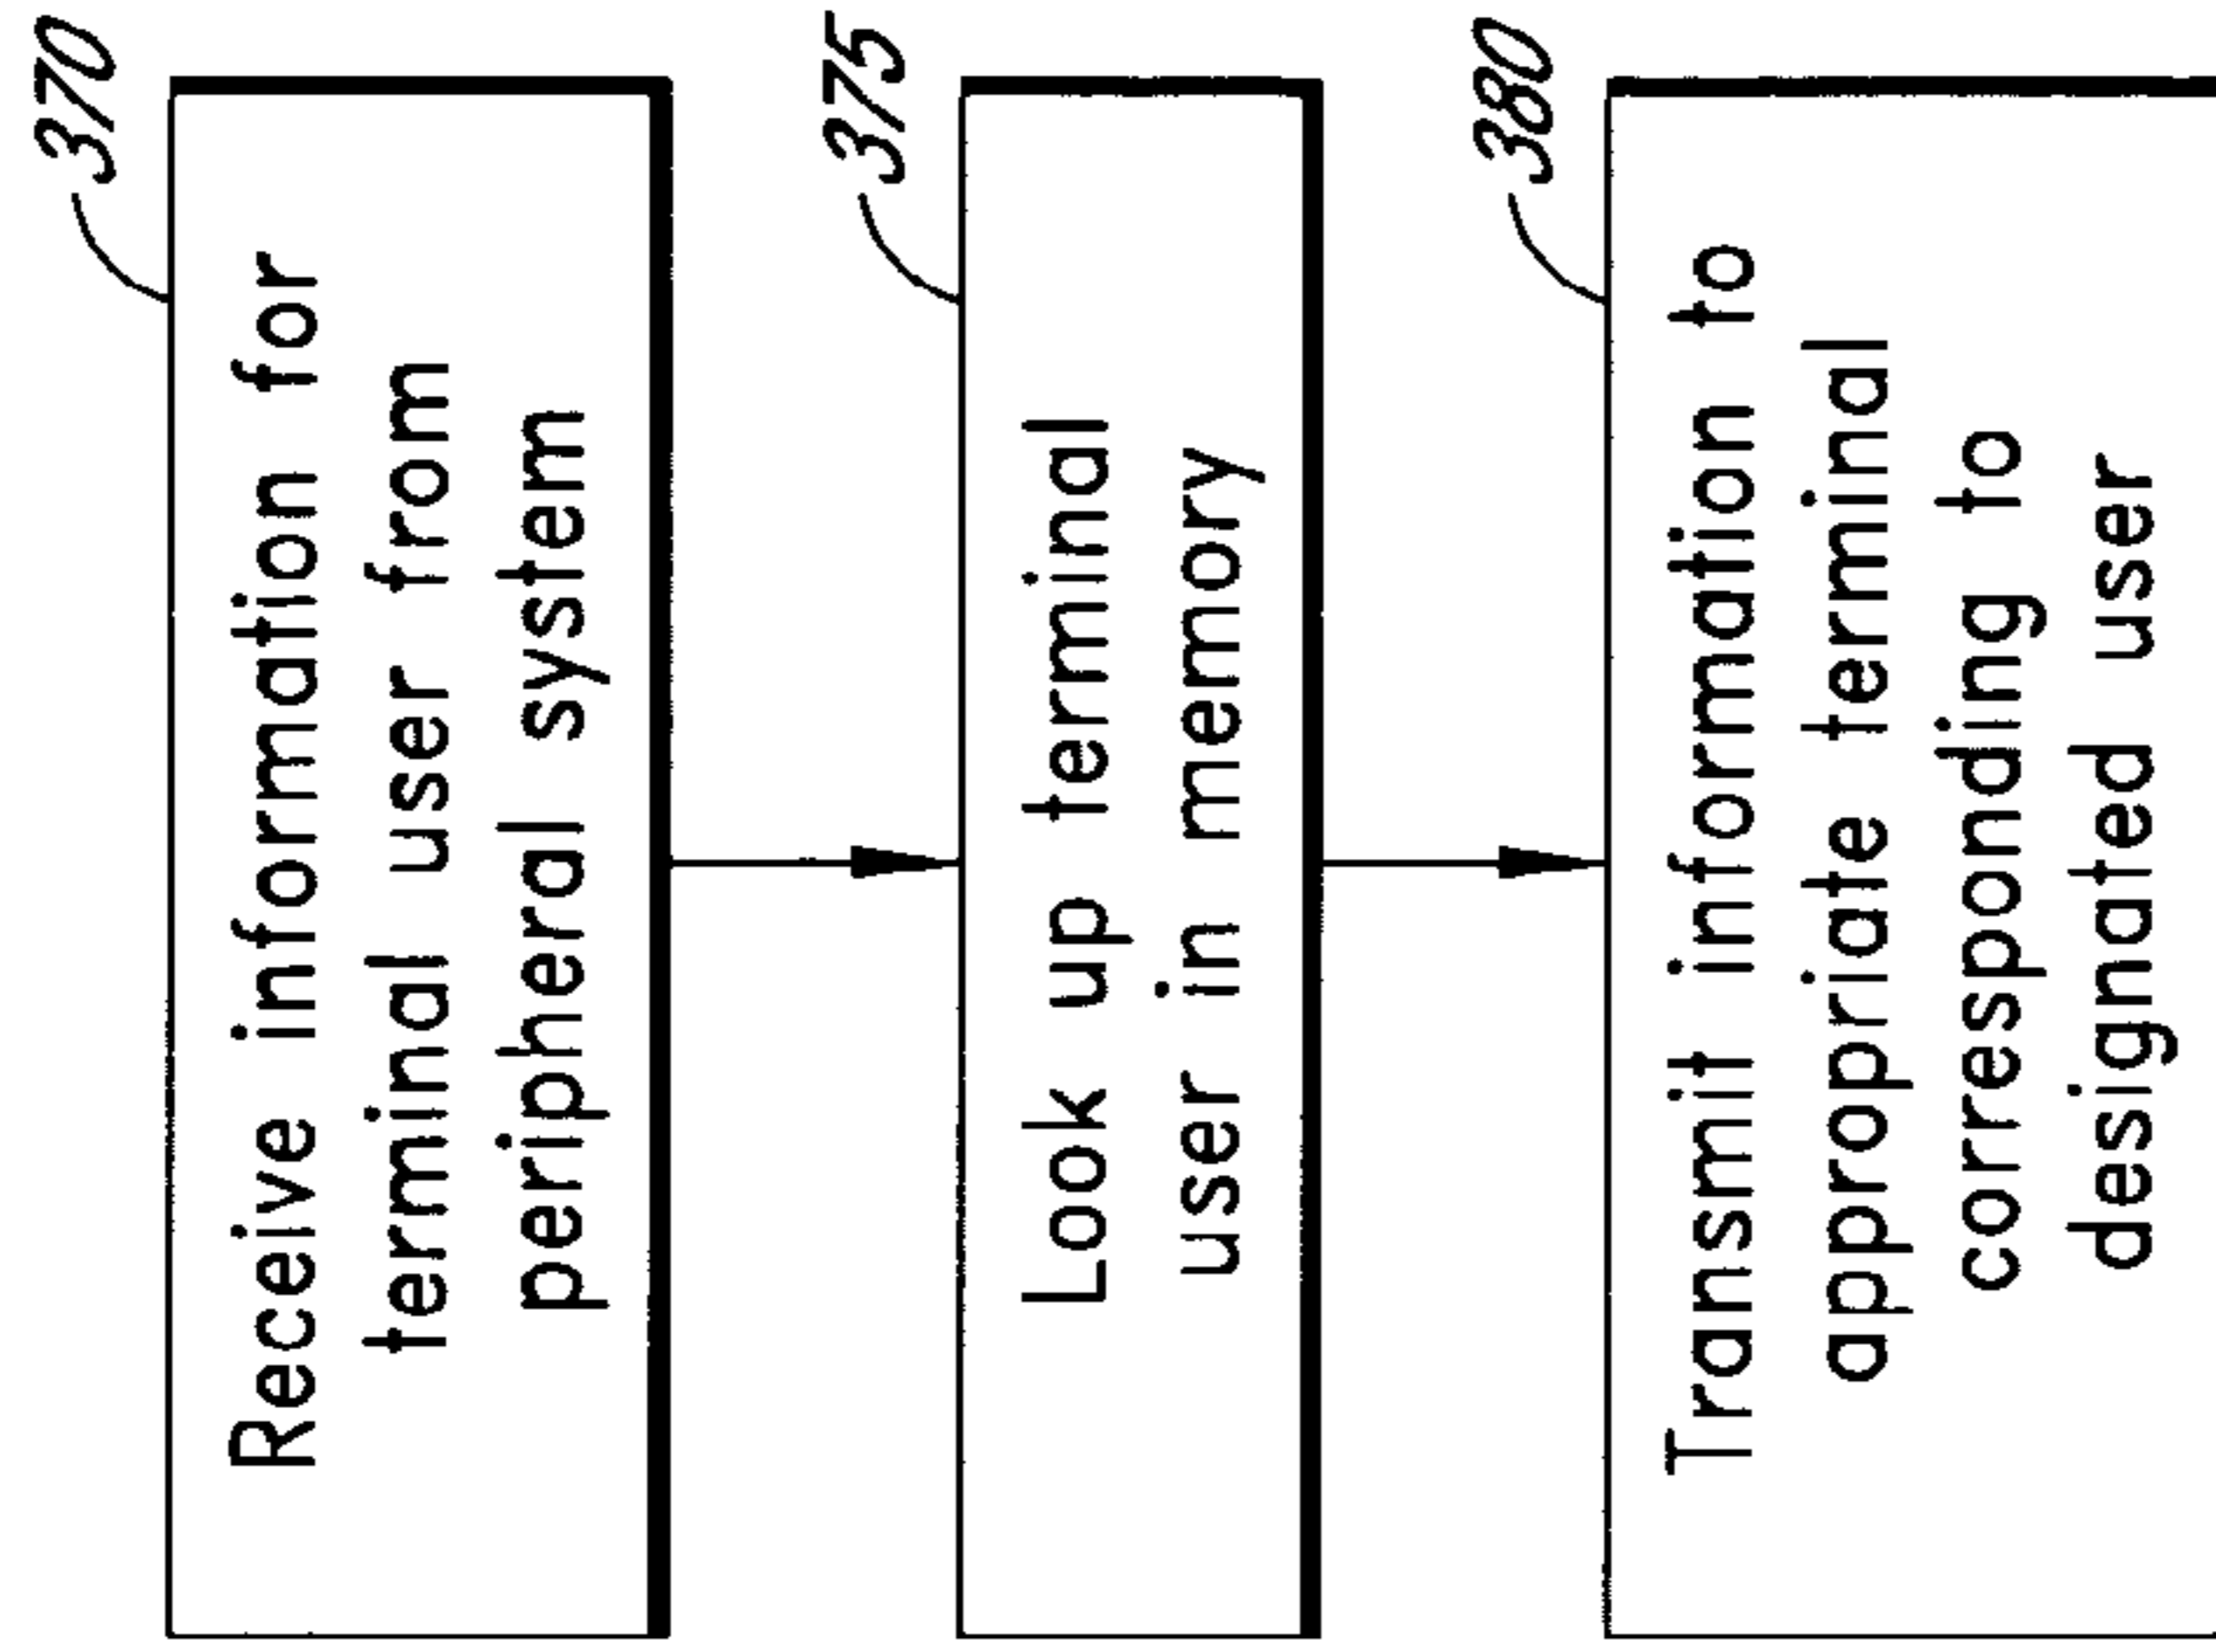 370
Receive information for
terminal user from
peripheral system
375
Look up terminal
user in memory
380
Transmit information to
appropriate terminal
corresponding to
designated user